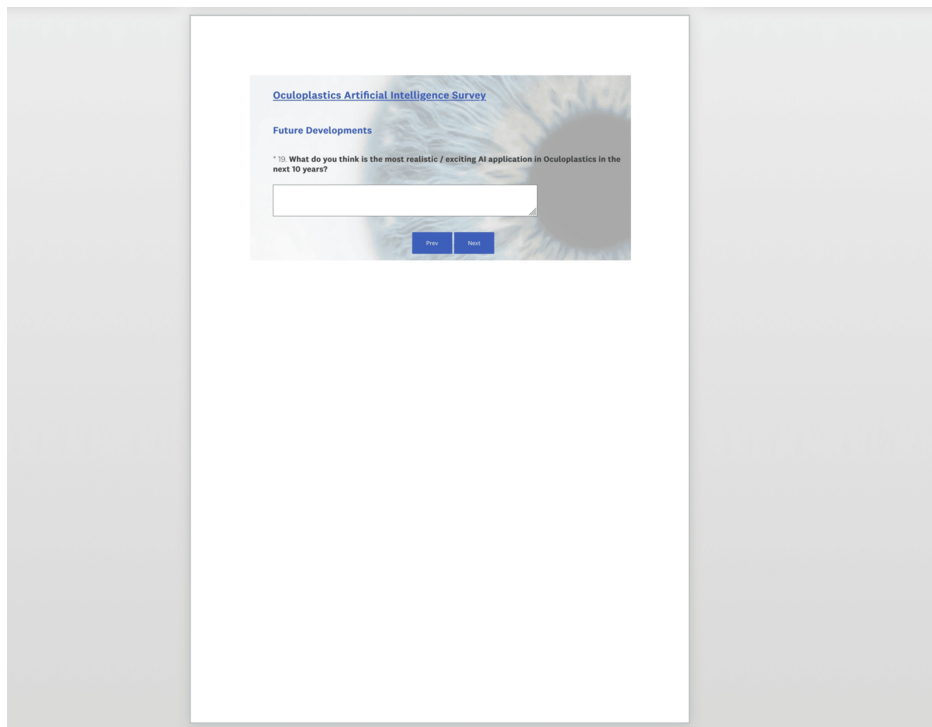 Oculoplastics Artificial Intelligence Survey
Future Developments
* 19. What do you think is the most realistic / exciting AI application in Oculoplastics in the
next 10 years?
Prev Next